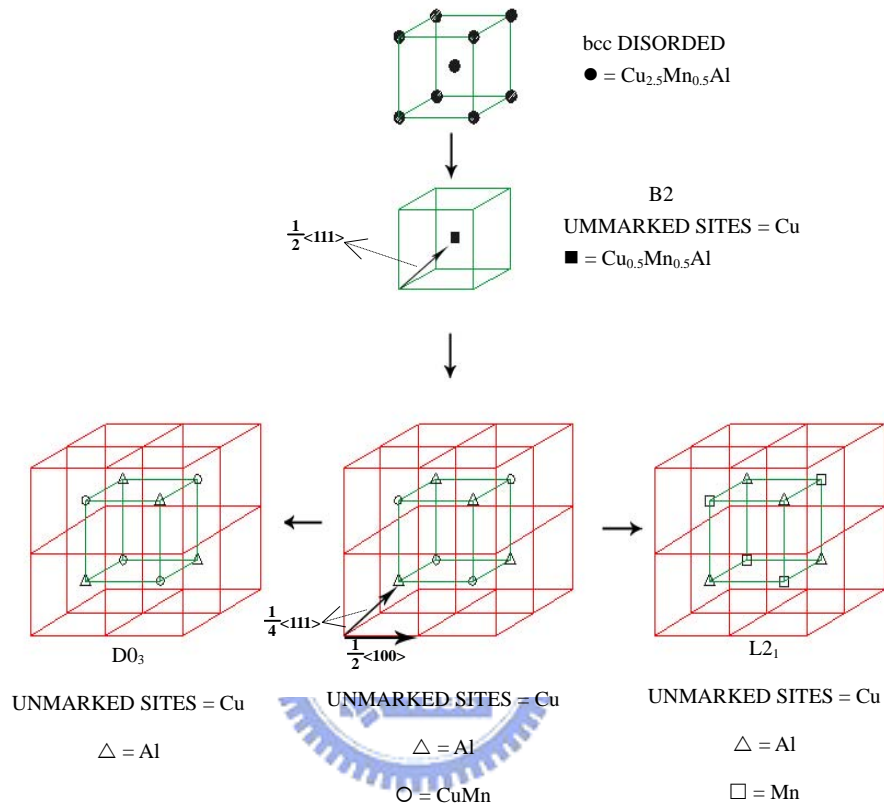 bcc DISORDED
● = Cu2.5Mn0.5Al
B2
UMMARKED SITES = Cu
■ = Cu0.5Mn0.5Al
1/2<111>
1/4<111>
1/2<100>
D03
L21
UNMARKED SITES = Cu
△ = Al
UNMARKED SITES = Cu
△ = Al
○ = CuMn
UNMARKED SITES = Cu
△ = Al
□ = Mn